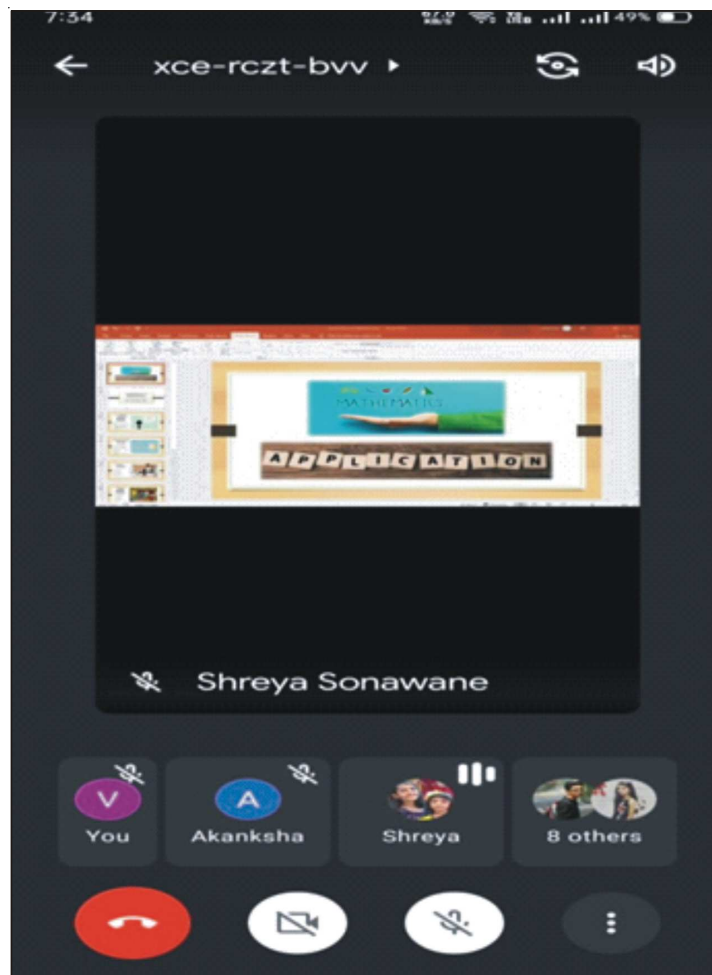 7:34
49%
xce-rczt-bvv
MATHEMATICS
APPLICATION
Shreya Sonawane
V
A
You
Akanksha
Shreya
8 others